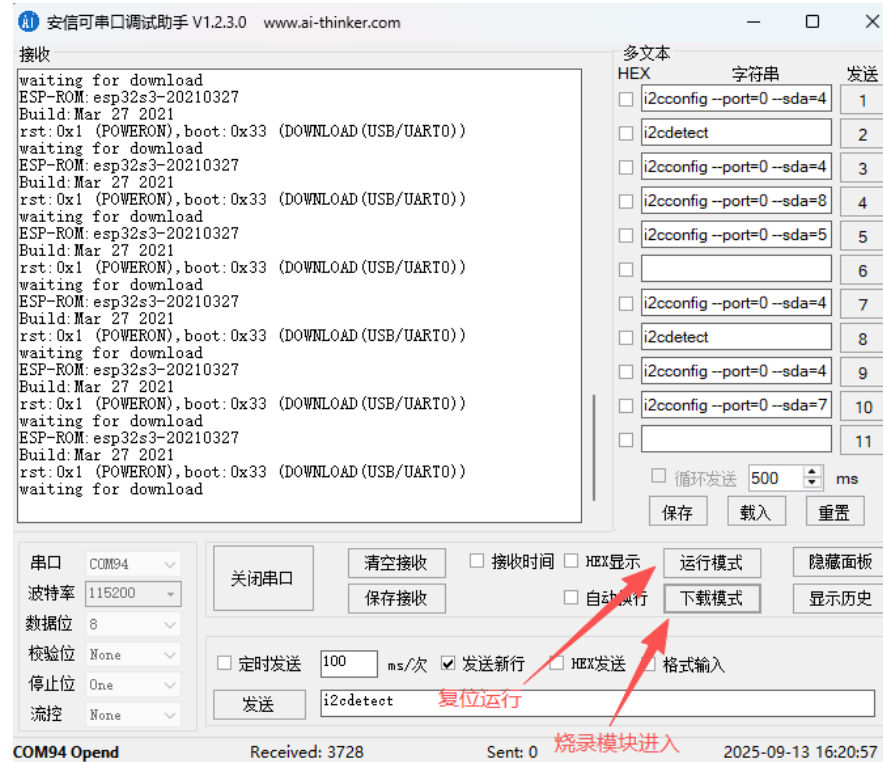 安信可串口调试助手 V1.2.3.0 www.ai-thinker.com
接收
waiting for download
ESP-ROM:esp32s3-20210327
Build:Mar 27 2021
rst:0x1 (POWERON),boot:0x33 (DOWNLOAD(USB/UART0))
waiting for download
ESP-ROM:esp32s3-20210327
Build:Mar 27 2021
rst:0x1 (POWERON),boot:0x33 (DOWNLOAD(USB/UART0))
waiting for download
ESP-ROM:esp32s3-20210327
Build:Mar 27 2021
rst:0x1 (POWERON),boot:0x33 (DOWNLOAD(USB/UART0))
waiting for download
ESP-ROM:esp32s3-20210327
Build:Mar 27 2021
rst:0x1 (POWERON),boot:0x33 (DOWNLOAD(USB/UART0))
waiting for download
ESP-ROM:esp32s3-20210327
Build:Mar 27 2021
rst:0x1 (POWERON),boot:0x33 (DOWNLOAD(USB/UART0))
waiting for download
ESP-ROM:esp32s3-20210327
Build:Mar 27 2021
rst:0x1 (POWERON),boot:0x33 (DOWNLOAD(USB/UART0))
waiting for download
多文本
HEX 字符串 发送
i2cconfig --port=0 --sda=4 1
i2cdetect 2
i2cconfig --port=0 --sda=4 3
i2cconfig --port=0 --sda=8 4
i2cconfig --port=0 --sda=5 5
6
i2cconfig --port=0 --sda=4 7
i2cdetect 8
i2cconfig --port=0 --sda=4 9
i2cconfig --port=0 --sda=7 10
11
循环发送 500 ms
保存 载入 重置
串口 COM94
波特率 115200
数据位 8
校验位 None
停止位 One
流控 None
关闭串口
清空接收 接收时间 HEX显示 运行模式 隐藏面板
保存接收 自动换行 下载模式 显示历史
定时发送 100 ms/次 发送新行 HEX发送 格式输入
发送 i2cdetect
复位运行
烧录模块进入
COM94 Opend Received: 3728 Sent: 0 2025-09-13 16:20:57